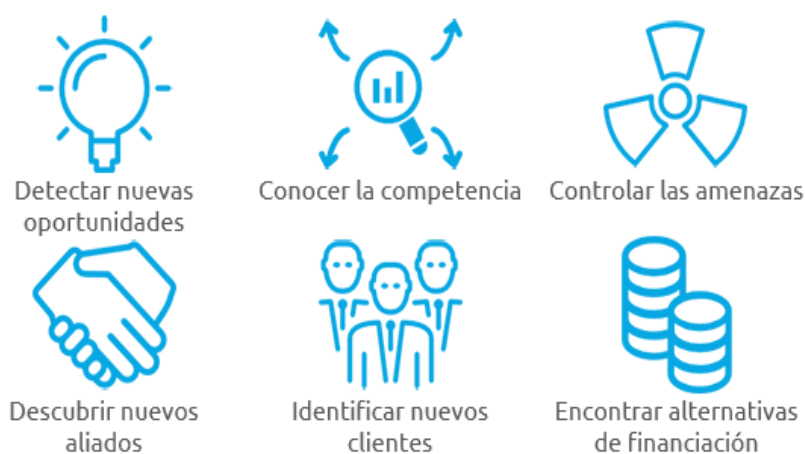 Detectar nuevas
oportunidades
Conocer la competencia
Controlar las amenazas
Descubrir nuevos
aliados
Identificar nuevos
clientes
Encontrar alternativas
de financiación